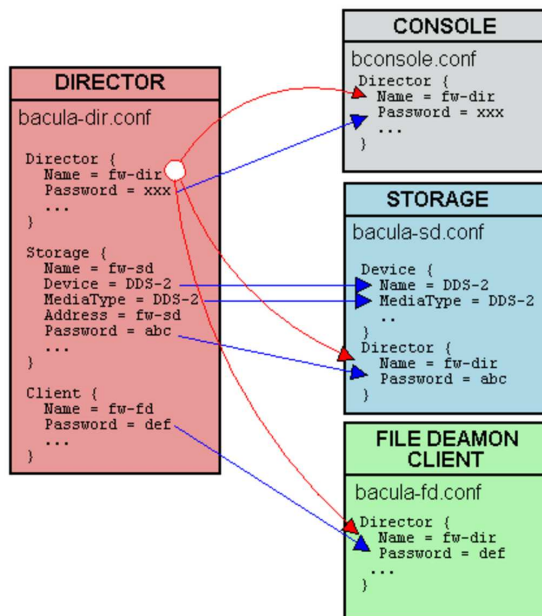 DIRECTOR
bacula-dir.conf
Director {
Name = fw-dir
Password = xxx
...
}
Storage {
Name = fw-sd
Device = DDS-2
MediaType = DDS-2
Address = fw-sd
Password = abc
...
}
Client {
Name = fw-fd
Password = def
...
}
CONSOLE
bconsole.conf
Director {
Name = fw-dir
Password = xxx
...
}
STORAGE
bacula-sd.conf
Device {
Name = DDS-2
MediaType = DDS-2
..
}
Director {
Name = fw-dir
Password = abc
}
FILE DEAMON
CLIENT
bacula-fd.conf
Director {
Name = fw-dir
Password = def
...
}